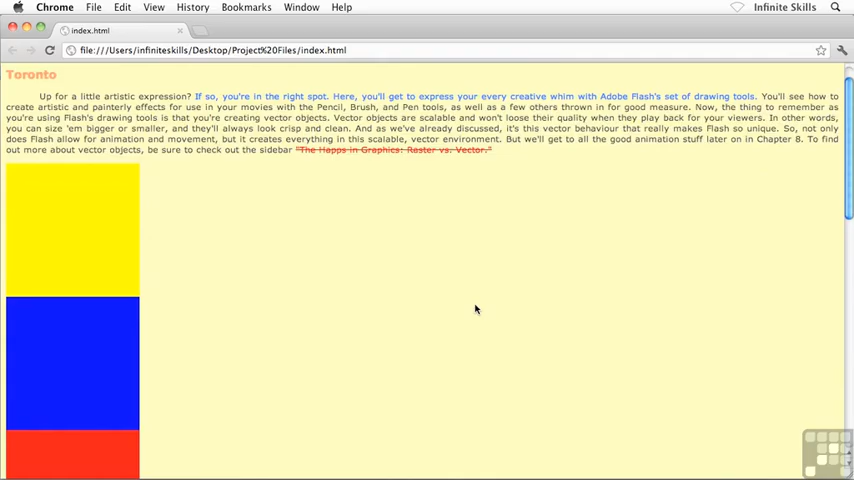 Chrome File Edit View History Bookmarks Window Help Infinite Skills
index.html
file:///Users/infiniteskills/Desktop/Project%20Files/index.html
Toronto
Up for a little artistic expression? If so, you're in the right spot. Here, you'll get to express your every creative whim with Adobe Flash's set of drawing tools. You'll see how to
create artistic and painterly effects for use in your movies with the Pencil, Brush, and Pen tools, as well as a few others thrown in for good measure. Now, the thing to remember as
you're using Flash's drawing tools is that you're creating vector objects. Vector objects are scalable and won't loose their quality when they play back for your viewers. In other words,
you can size 'em bigger or smaller, and they'll always look crisp and clean. And as we've already discussed, it's this vector behaviour that really makes Flash so unique. So, not only
does Flash allow for animation and movement, but it creates everything in this scalable, vector environment. But we'll get to all the good animation stuff later on in Chapter 8. To find
out more about vector objects, be sure to check out the sidebar "The Happs in Graphics: Raster vs. Vector."